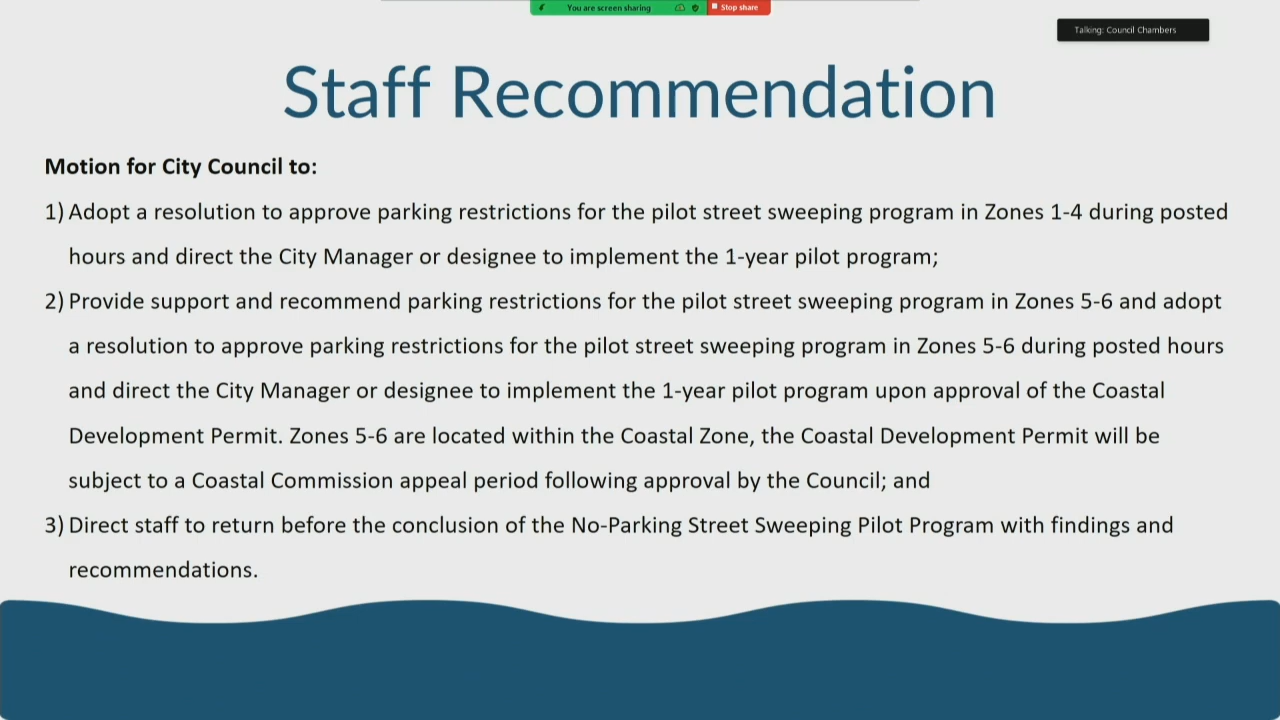 You are screen sharing
Stop share
Talking: Council Chambers
Staff Recommendation
Motion for City Council to:
1) Adopt a resolution to approve parking restrictions for the pilot street sweeping program in Zones 1-4 during posted
hours and direct the City Manager or designee to implement the 1-year pilot program;
2) Provide support and recommend parking restrictions for the pilot street sweeping program in Zones 5-6 and adopt
a resolution to approve parking restrictions for the pilot street sweeping program in Zones 5-6 during posted hours
and direct the City Manager or designee to implement the 1-year pilot program upon approval of the Coastal
Development Permit. Zones 5-6 are located within the Coastal Zone, the Coastal Development Permit will be
subject to a Coastal Commission appeal period following approval by the Council; and
3) Direct staff to return before the conclusion of the No-Parking Street Sweeping Pilot Program with findings and
recommendations.